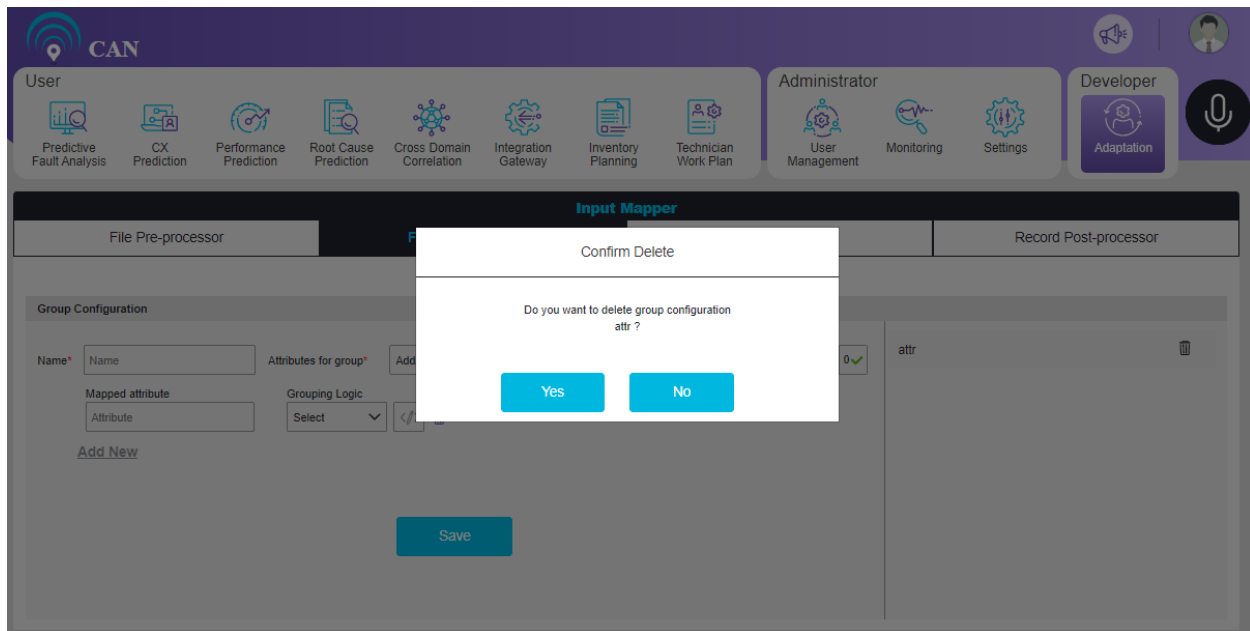 CAN
User
Administrator
Developer
Predictive
Fault Analysis
CX
Prediction
Performance
Prediction
Root Cause
Prediction
Cross Domain
Correlation
Integration
Gateway
Inventory
Planning
Technician
Work Plan
User
Management
Monitoring
Settings
Adaptation
Input Mapper
File Pre-processor
F
Record Post-processor
Confirm Delete
Do you want to delete group configuration
attr ?
Yes
No
Group Configuration
Name* Name Attributes for group* Add 0
Mapped attribute Grouping Logic
Attribute Select </
Add New
Save
attr